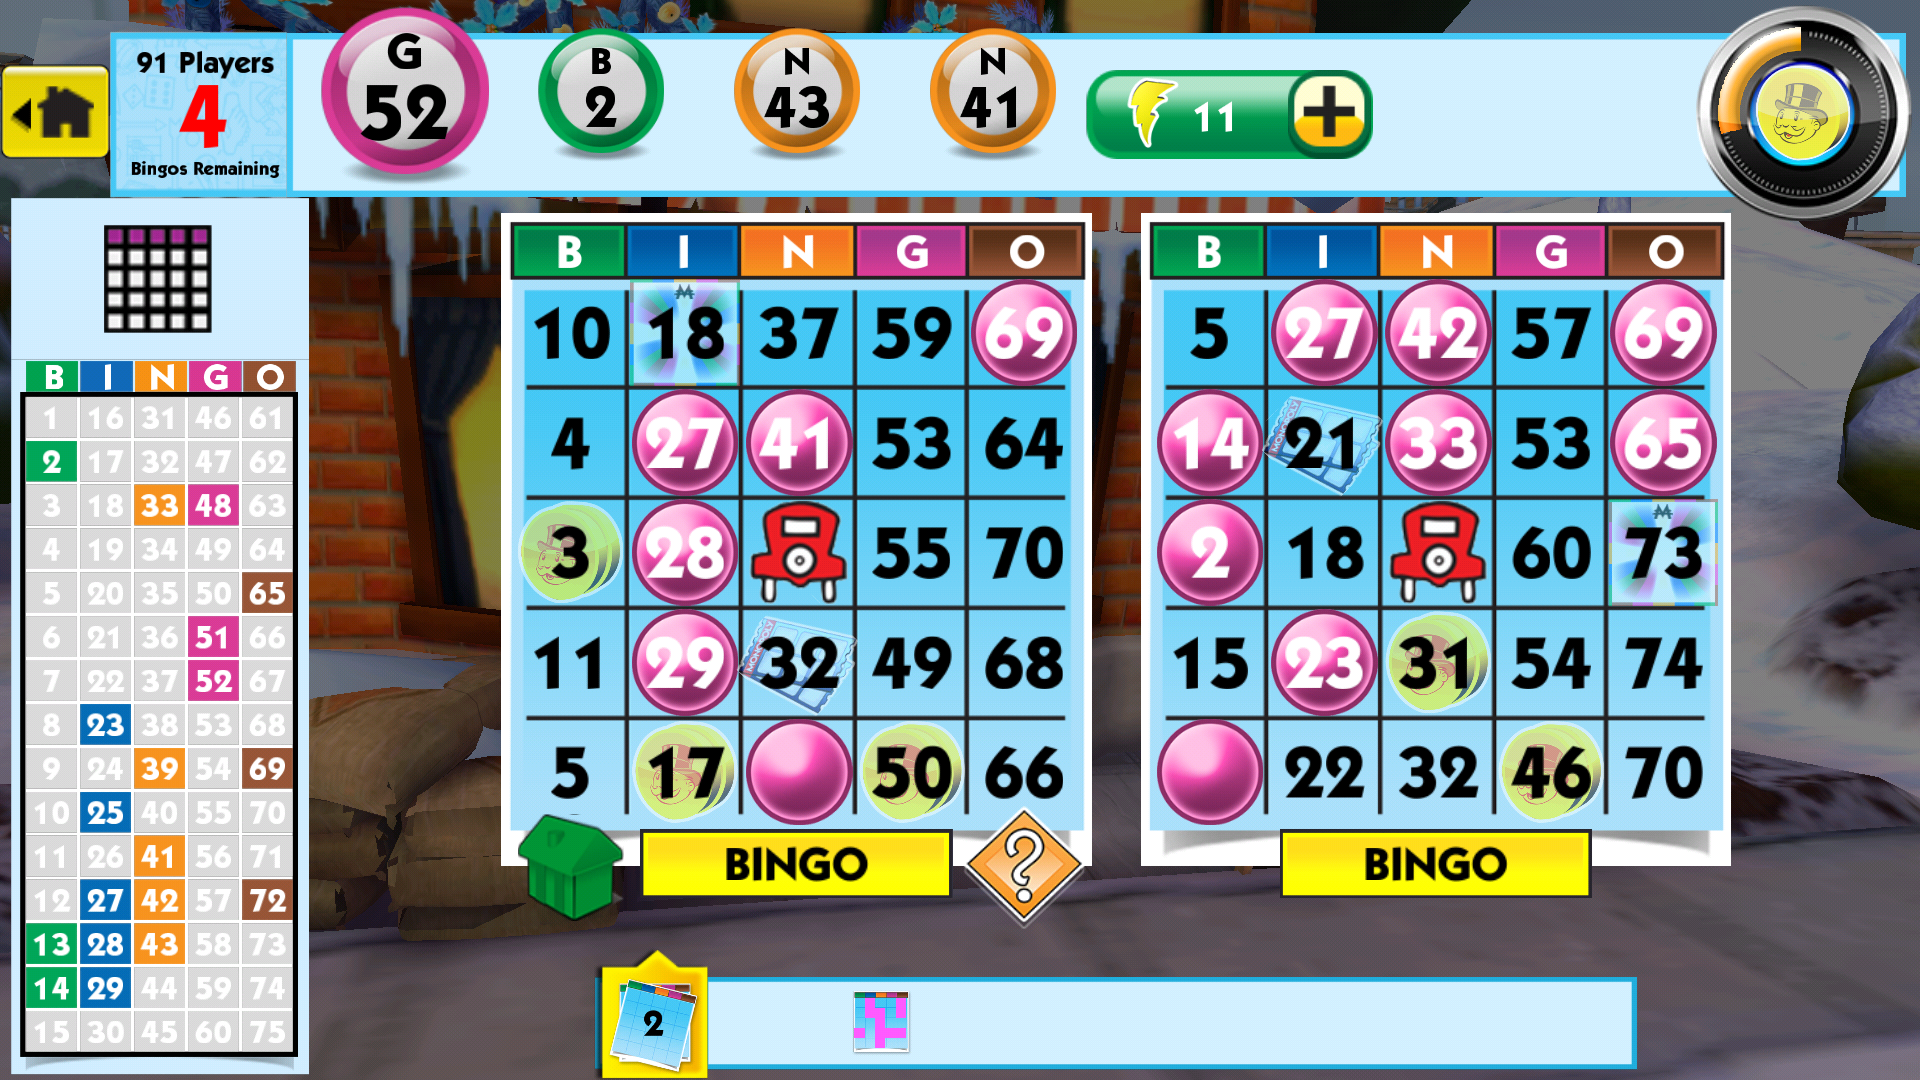 91 Players
4
Bingos Remaining
G
52
B
2
N
43
N
41
11
B I N G O
1 16 31 46 61
2 17 32 47 62
3 18 33 48 63
4 19 34 49 64
5 20 35 50 65
6 21 36 51 66
7 22 37 52 67
8 23 38 53 68
9 24 39 54 69
10 25 40 55 70
11 26 41 56 71
12 27 42 57 72
13 28 43 58 73
14 29 44 59 74
15 30 45 60 75
B I N G O
10 18 37 59 69
4 27 41 53 64
3 28 55 70
11 29 MONOPOLY 32 49 68
5 17 50 66
BINGO
?
B I N G O
5 27 42 57 69
14 MONOPOLY 21 33 53 65
2 18 60 73
15 23 31 54 74
22 32 46 70
BINGO
2